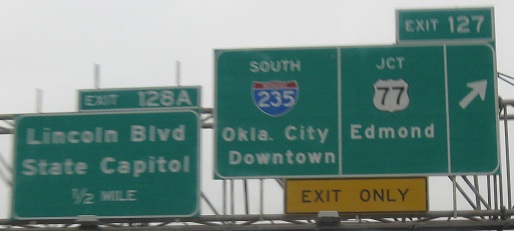 EXIT 128A
Lincoln Blvd
State Capitol
1/2 MILE
EXIT 127
SOUTH
INTERSTATE
235
Okla. City
Downtown
JCT
77
Edmond
EXIT ONLY